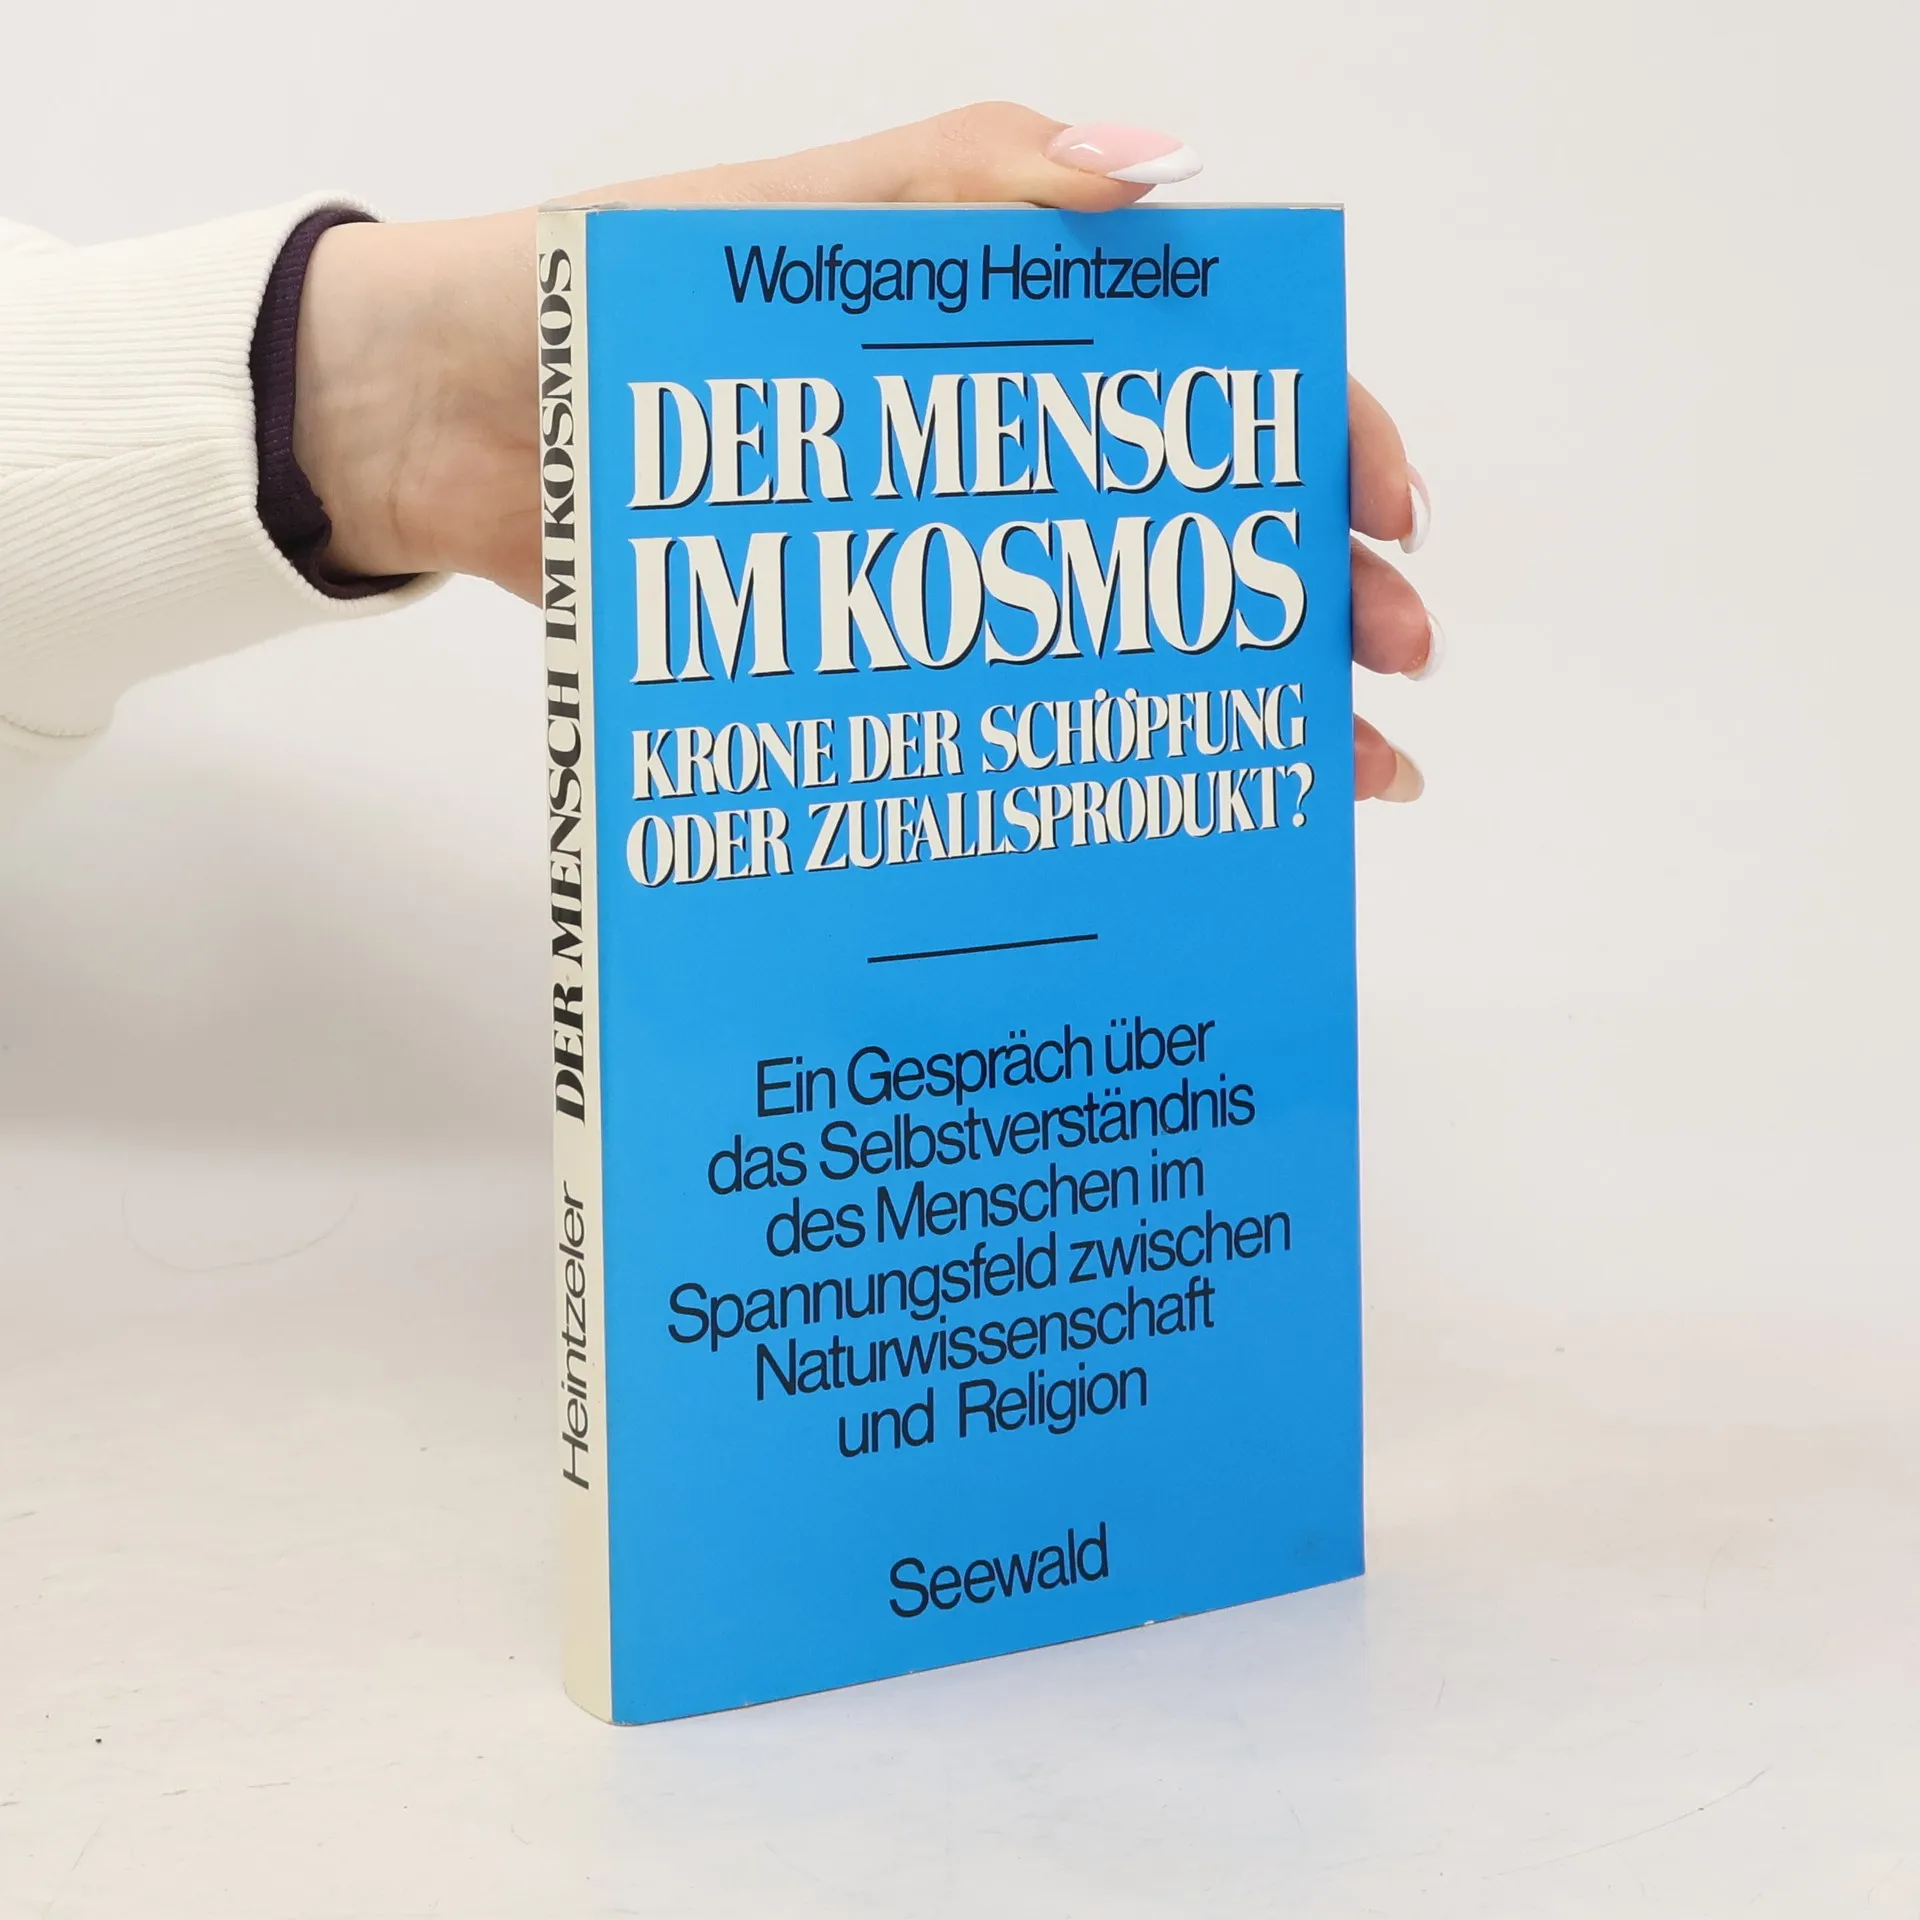 Wolfgang Heintzeler
DER MENSCH
IM KOSMOS
KRONE DER SCHÖPFUNG
ODER ZUFALLSPRODUKT?
Ein Gespräch über
das Selbstverständnis
des Menschen im
Spannungsfeld zwischen
Naturwissenschaft
und Religion
Seewald
Heintzeler DER MENSCH IM KOSMOS